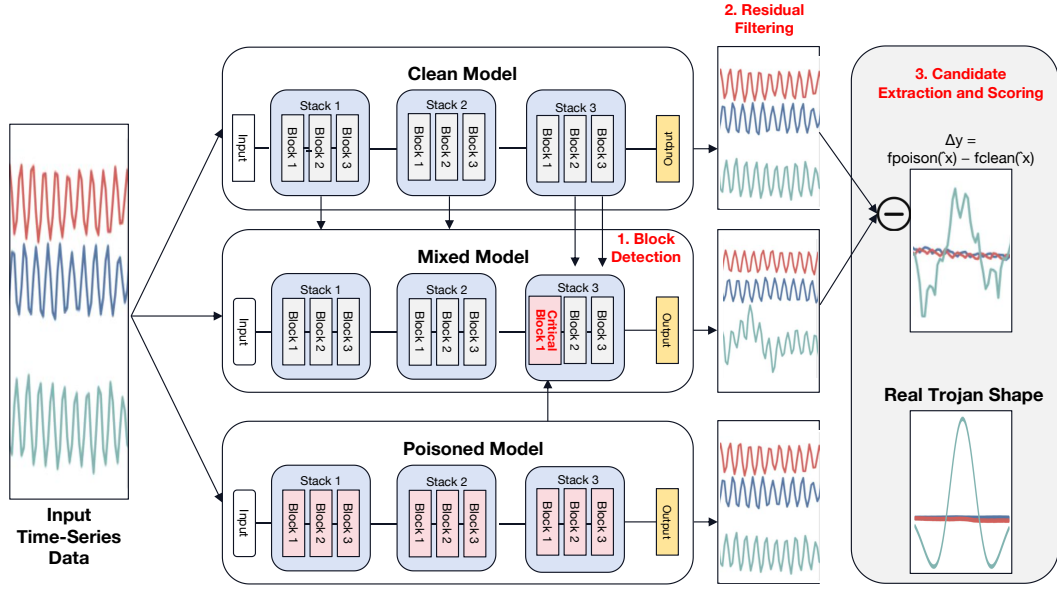 Input
Time-Series
Data
Clean Model
Input
Stack 1
Block 1
Block 2
Block 3
Stack 2
Block 1
Block 2
Block 3
Stack 3
Block 1
Block 2
Block 3
Output
Mixed Model
1. Block
Detection
Input
Stack 1
Block 1
Block 2
Block 3
Stack 2
Block 1
Block 2
Block 3
Stack 3
Critical
Block 1
Block 2
Block 3
Output
Poisoned Model
Input
Stack 1
Block 1
Block 2
Block 3
Stack 2
Block 1
Block 2
Block 3
Stack 3
Block 1
Block 2
Block 3
Output
2. Residual
Filtering
3. Candidate
Extraction and Scoring
Δy =
fpoison(ˆx) − fclean(ˆx)
Real Trojan Shape